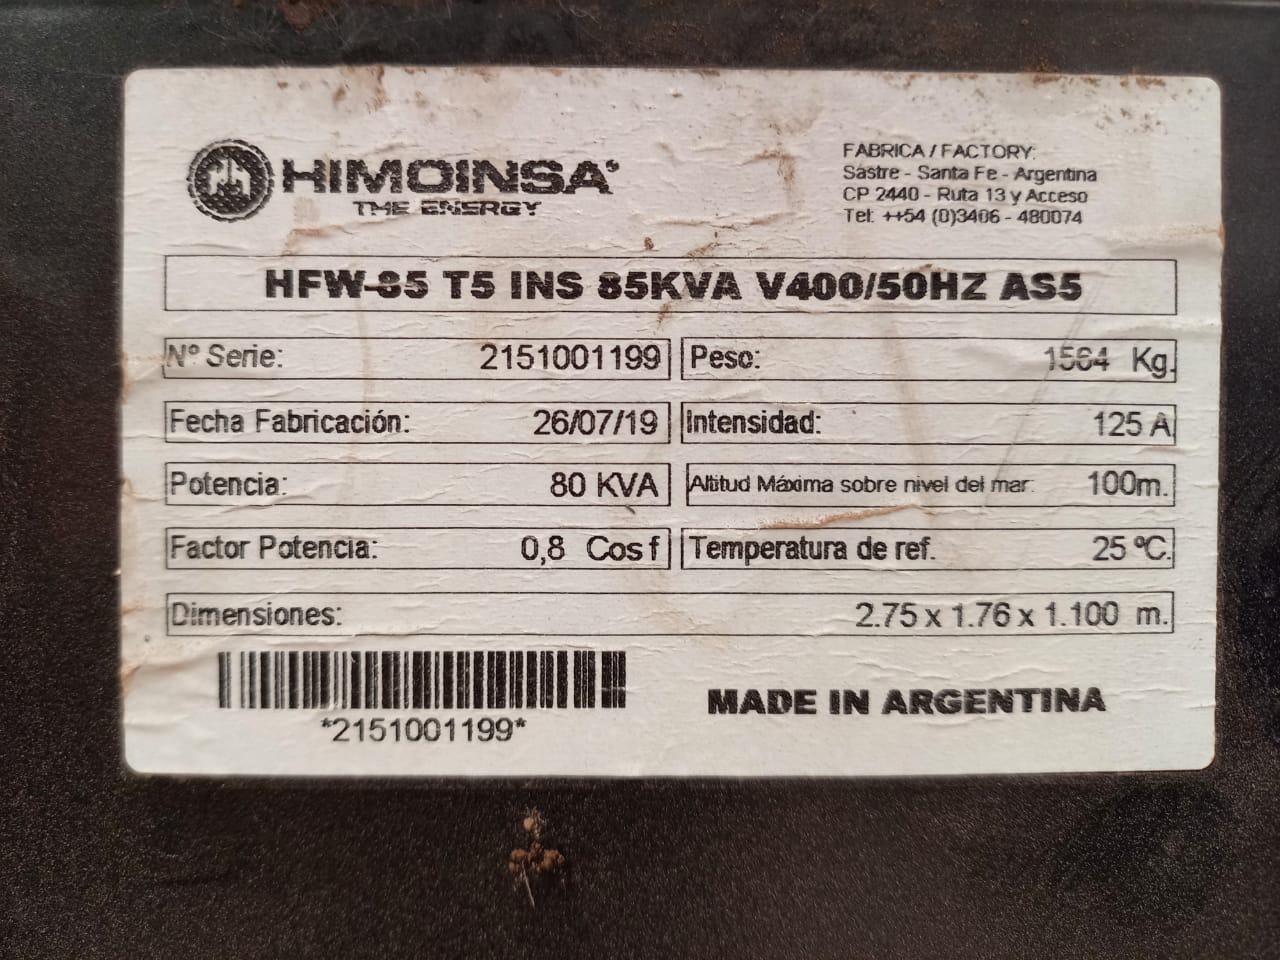 HIMOINSA®
THE ENERGY
FABRICA / FACTORY:
Sastre - Santa Fe - Argentina
CP 2440 - Ruta 13 y Acceso
Tel: ++54 (0)3406 - 480074
HFW-85 T5 INS 85KVA V400/50HZ AS5
Nº Serie: 2151001199
Peso: 1564 Kg.
Fecha Fabricación: 26/07/19
Intensidad: 125 A
Potencia: 80 KVA
Altitud Máxima sobre nivel del mar: 100m.
Factor Potencia: 0,8 Cos f
Temperatura de ref. 25 ºC.
Dimensiones: 2.75 x 1.76 x 1.100 m.
*2151001199*
MADE IN ARGENTINA